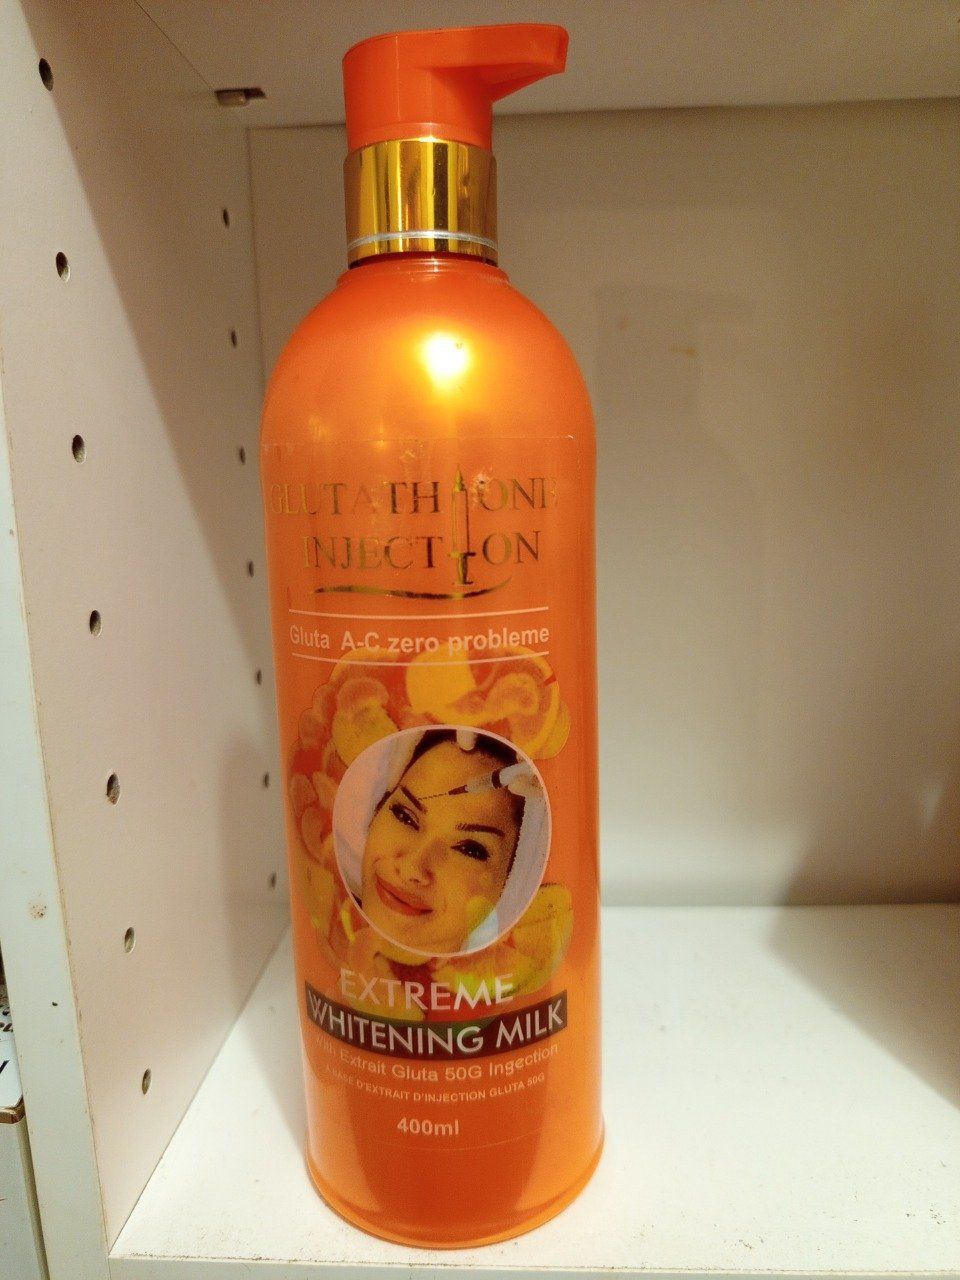 GLUTATHIONE
INJECTION
Gluta A-C zero probleme
EXTREME
WHITENING MILK
With Extrait Gluta 50G Ingection
A BASE D'EXTRAIT D'INJECTION GLUTA 50G
400ml